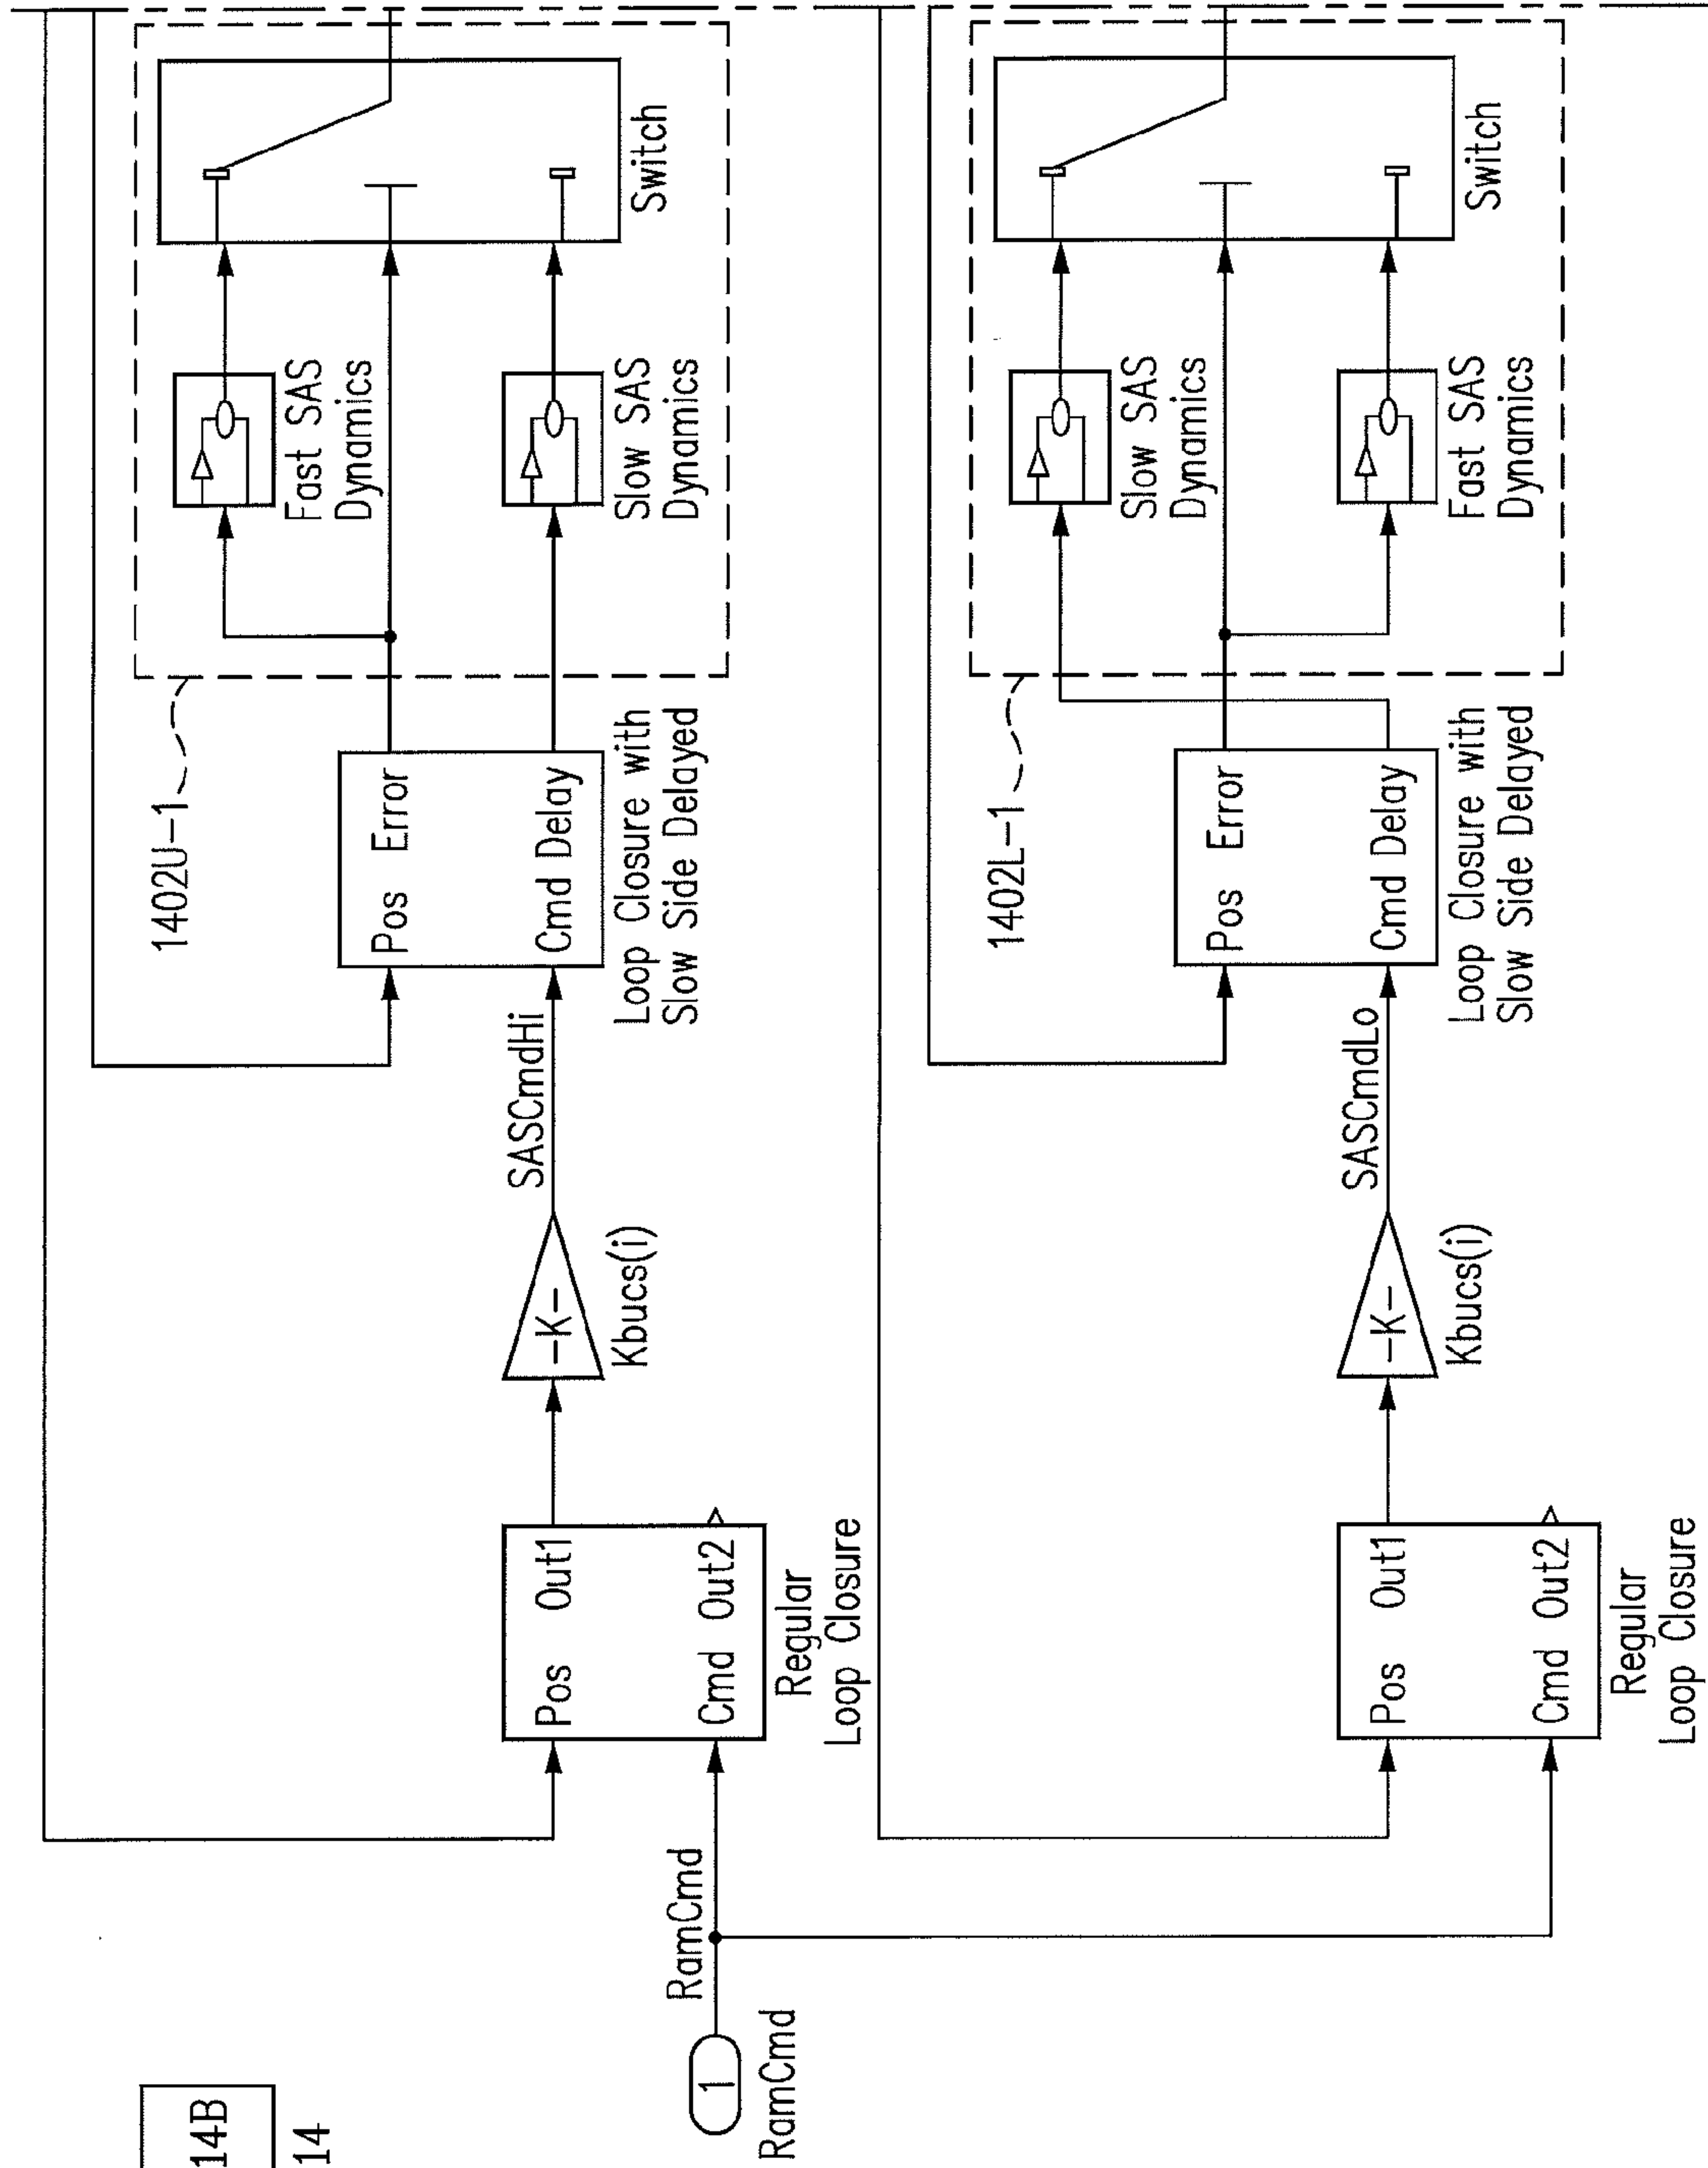 14B
14
1
RamCmd
RamCmd
Pos Out1
Cmd Out2
Regular
Loop Closure
-K-
Kbucs(i)
SASCmdHi
Pos Error
Cmd Delay
Loop Closure with
Slow Side Delayed
1402U-1
Fast SAS
Dynamics
Slow SAS
Dynamics
Switch
Pos Out1
Cmd Out2
Regular
Loop Closure
-K-
Kbucs(i)
SASCmdLo
Pos Error
Cmd Delay
Loop Closure with
Slow Side Delayed
1402L-1
Slow SAS
Dynamics
Fast SAS
Dynamics
Switch